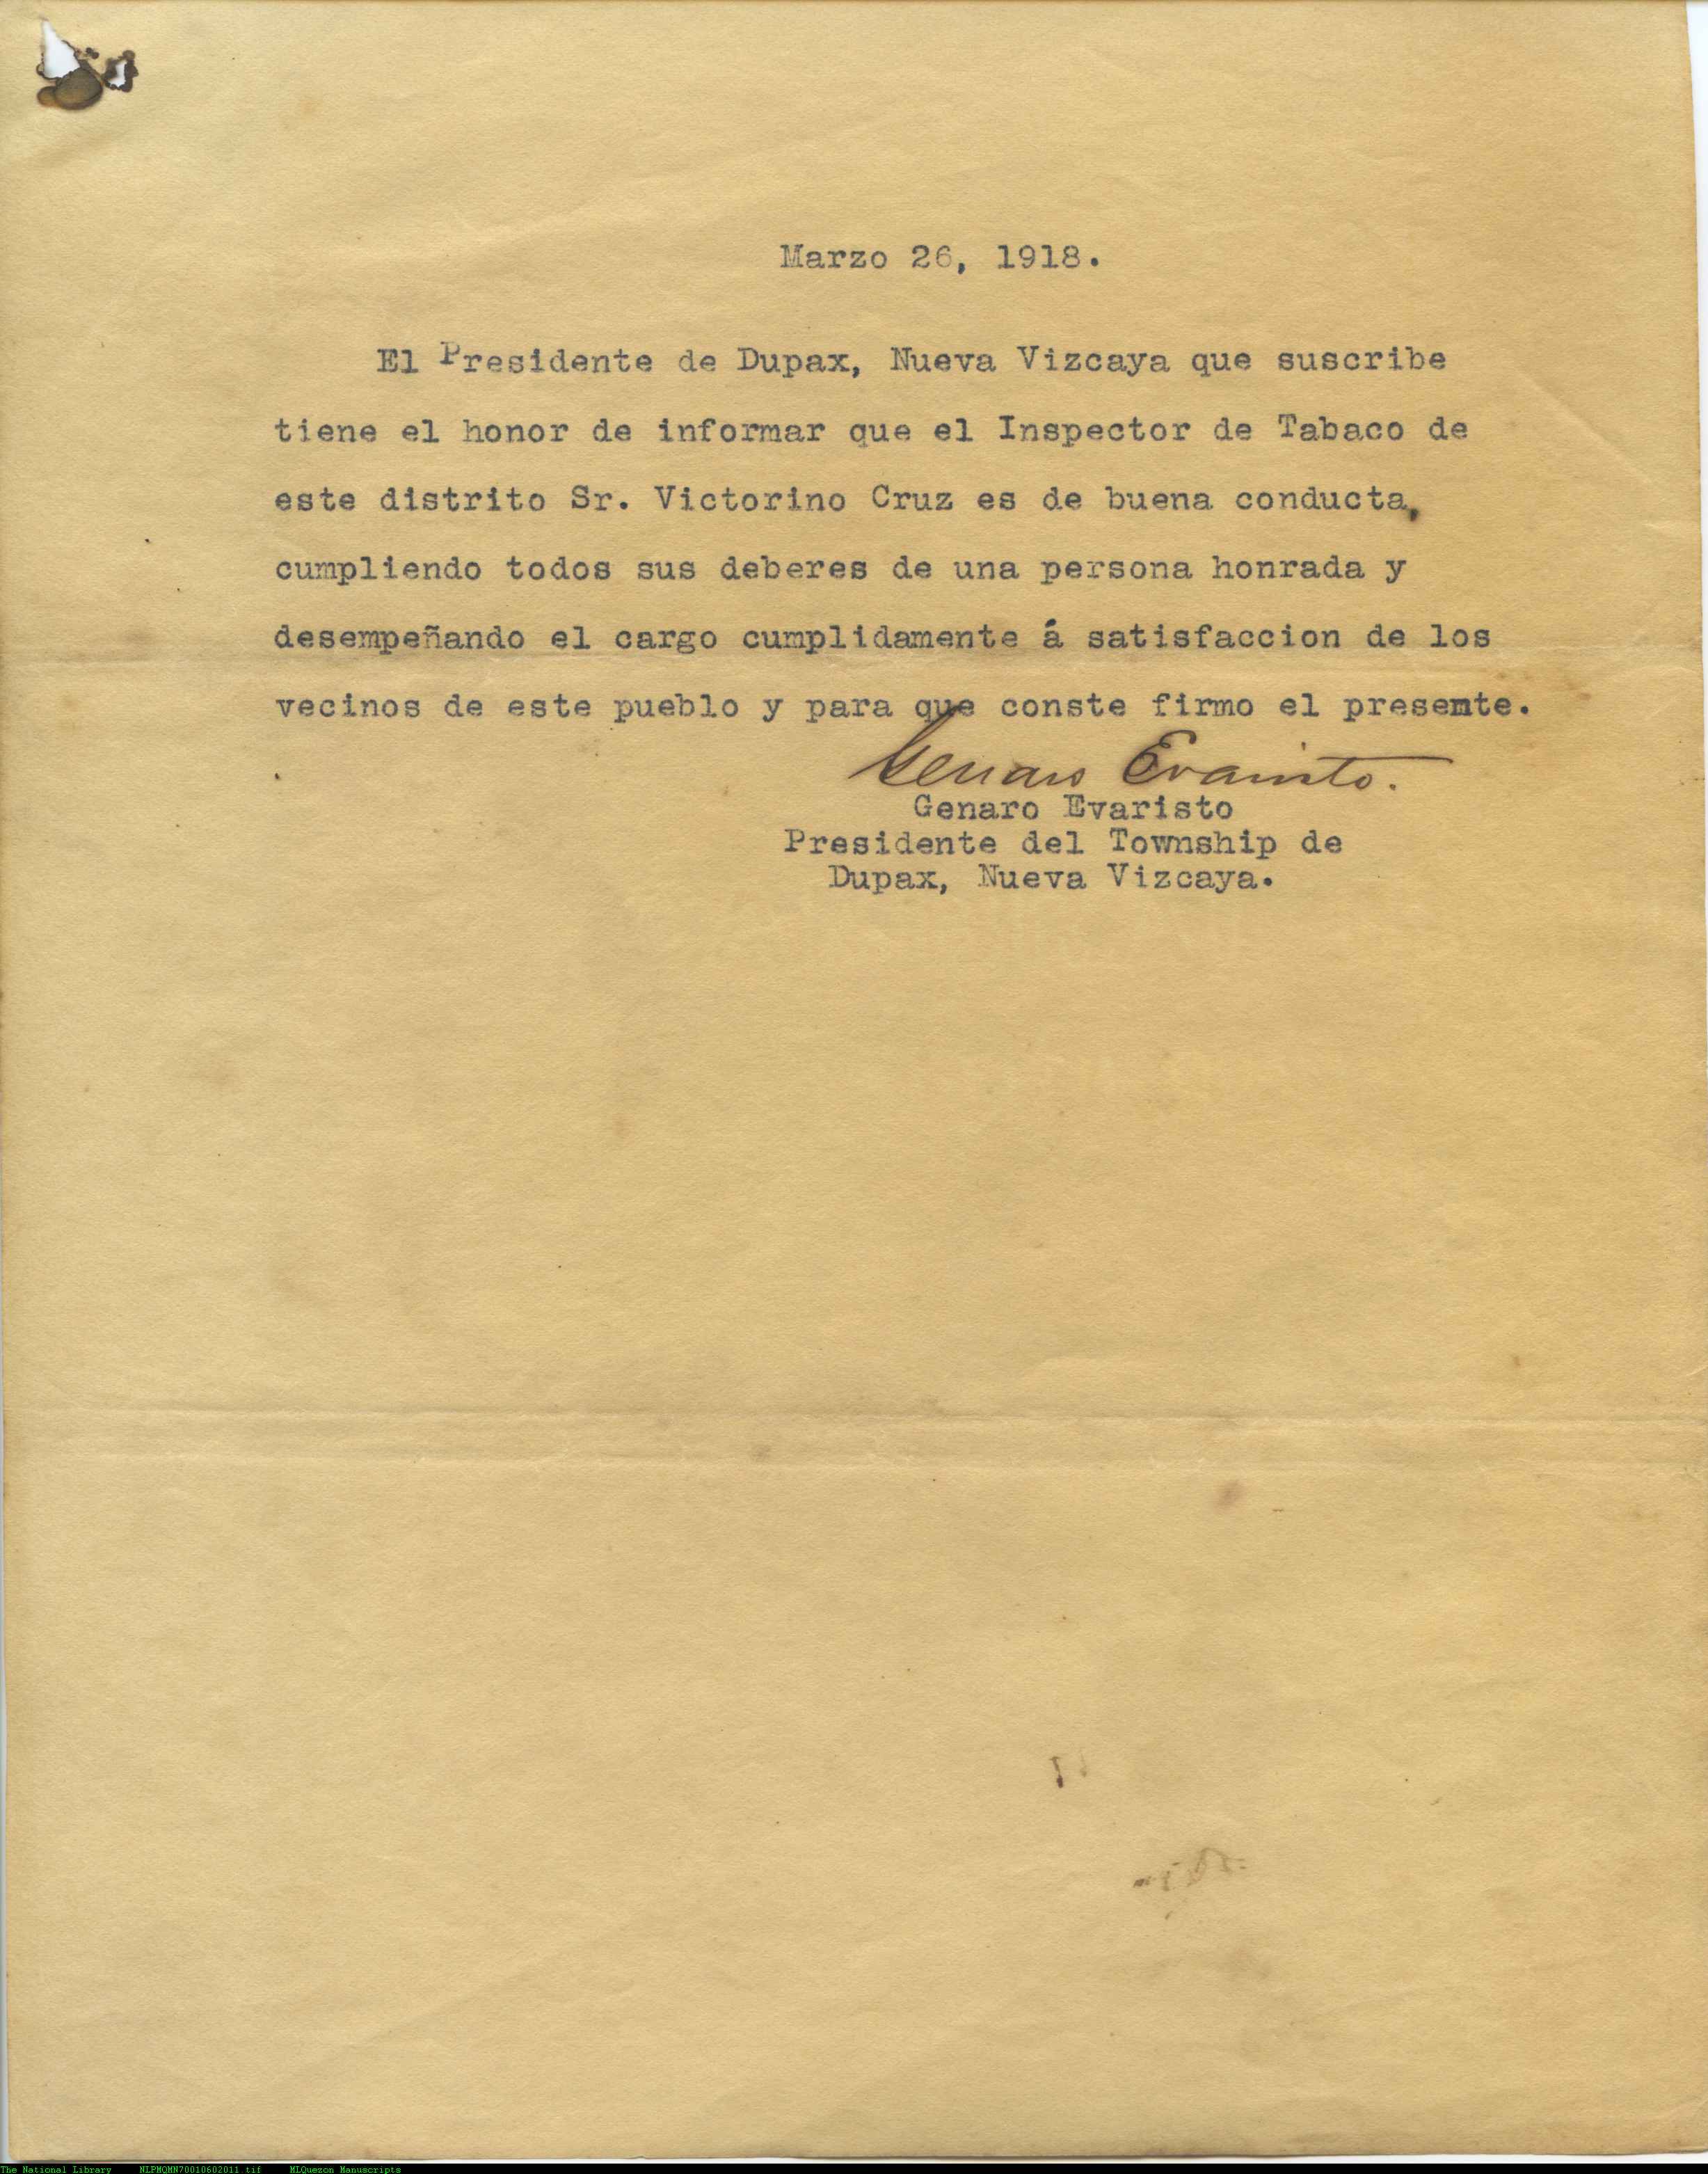 Marzo 26, 1918.
El Presidente de Dupax, Nueva Vizcaya que suscribe
tiene el honor de informar que el Inspector de Tabaco de
este distrito Sr. Victorino Cruz es de buena conducta,
cumpliendo todos sus deberes de una persona honrada y
desempeñando el cargo cumplidamente á satisfaccion de los
vecinos de este pueblo y para que conste firmo el presente.
Genaro Evaristo.
Genaro Evaristo
Presidente del Township de
Dupax, Nueva Vizcaya.
The National Library NLPMQMN70010602011.tif MLQuezon Manuscripts